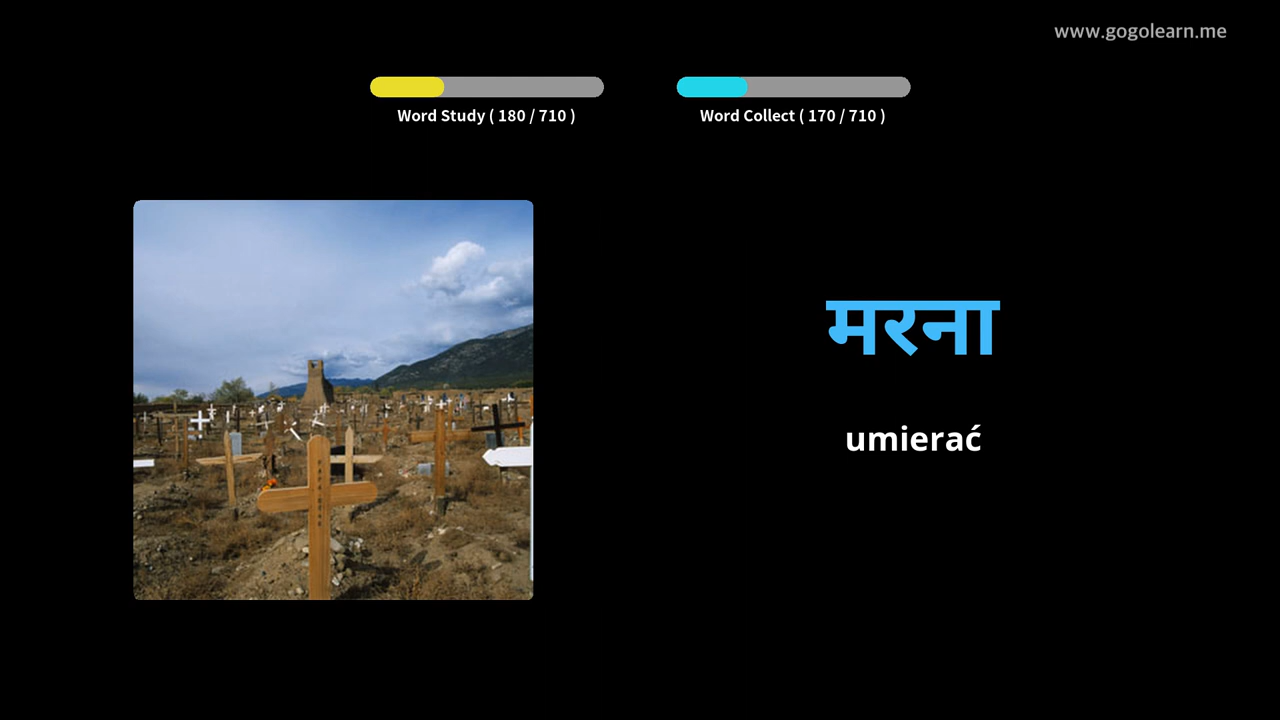 www.gogolearn.me
Word Study ( 180 / 710 )
Word Collect ( 170 / 710 )
मरना
umierać